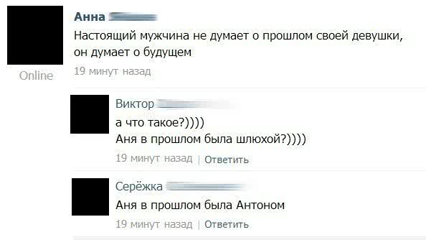 Анна
Настоящий мужчина не думает о прошлом своей девушки,
он думает о будущем
Online
19 минут назад
Виктор
а что такое?))))
Аня в прошлом была шлюхой?))))
19 минут назад | Ответить
Серёжка
Аня в прошлом была Антоном
19 минут назад | Ответить